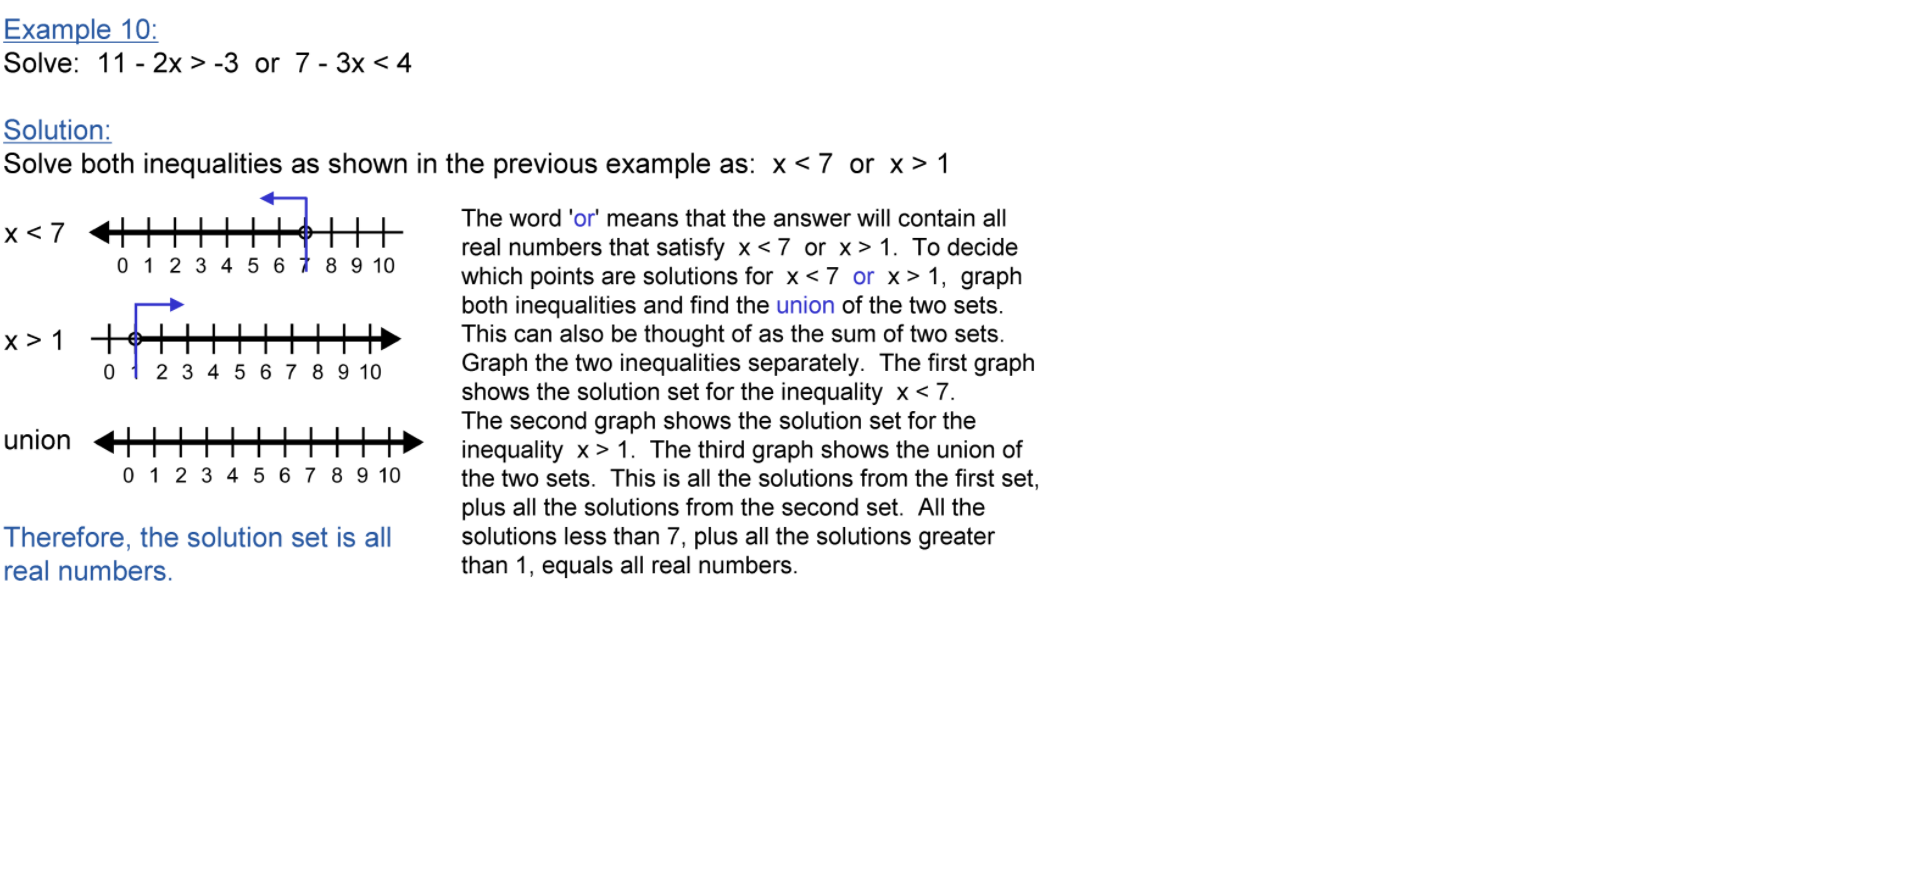 Example 10:
Solve: 11 - 2x > -3 or 7 - 3x < 4
Solution:
Solve both inequalities as shown in the previous example as: x < 7 or x > 1
x < 7
0 1 2 3 4 5 6 7 8 9 10
x > 1
0 1 2 3 4 5 6 7 8 9 10
union
0 1 2 3 4 5 6 7 8 9 10
Therefore, the solution set is all
real numbers.
The word 'or' means that the answer will contain all
real numbers that satisfy x < 7 or x > 1. To decide
which points are solutions for x < 7 or x > 1, graph
both inequalities and find the union of the two sets.
This can also be thought of as the sum of two sets.
Graph the two inequalities separately. The first graph
shows the solution set for the inequality x < 7.
The second graph shows the solution set for the
inequality x > 1. The third graph shows the union of
the two sets. This is all the solutions from the first set,
plus all the solutions from the second set. All the
solutions less than 7, plus all the solutions greater
than 1, equals all real numbers.